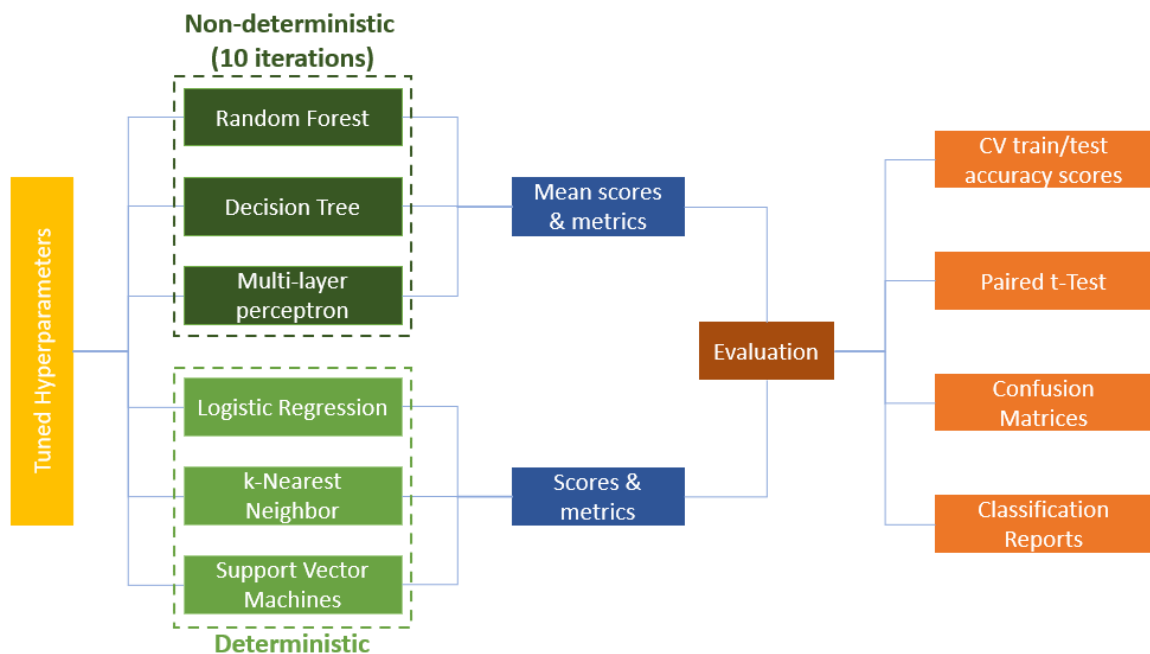 Non-deterministic
(10 iterations)
Random Forest
Decision Tree
Multi-layer
perceptron
Tuned Hyperparameters
Logistic Regression
k-Nearest
Neighbor
Support Vector
Machines
Deterministic
Mean scores
& metrics
Scores &
metrics
Evaluation
CV train/test
accuracy scores
Paired t-Test
Confusion
Matrices
Classification
Reports